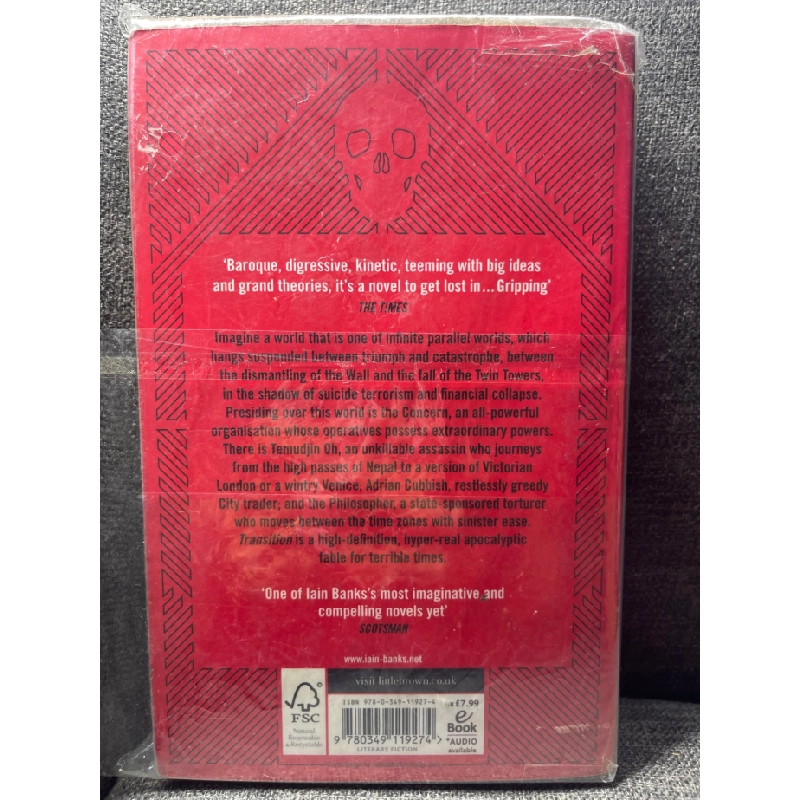 ‘Baroque, digressive, kinetic, teeming with big ideas
and grand theories, it’s a novel to get lost in... Gripping’
THE TIMES
Imagine a world that is one of infinite parallel worlds, which
hangs suspended between triumph and catastrophe, between
the dismantling of the Wall and the fall of the Twin Towers,
in the shadow of suicide terrorism and financial collapse.
Presiding over this world is the Concern, an all-powerful
organisation whose operatives possess extraordinary powers.
There is Temudjin Oh, an unkillable assassin who journeys
from the high passes of Nepal to a version of Victorian
London or a wintry Venice, Adrian Cubbish, restlessly greedy
City trader; and the Philosopher, a state-sponsored torturer
who moves between the time zones with sinister ease.
Transition is a high-definition, hyper-real apocalyptic
fable for terrible times.
‘One of Iain Banks’s most imaginative and
compelling novels yet’
SCOTSMAN
www.iain-banks.net
visit littlebrown.co.uk
ISBN 978-0-349-11927-4
£7.99
FSC
Natural
Renewable
& Recyclable
eBook
*AUDIO
available
9 780349 119274 >
LITERARY FICTION